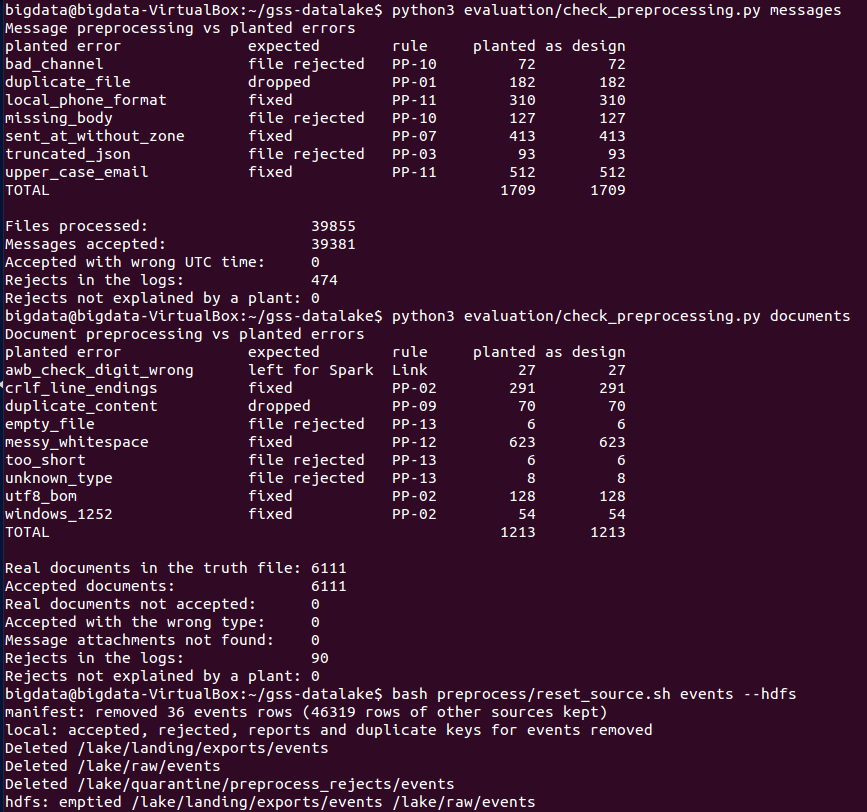 bigdata@bigdata-VirtualBox:~/gss-datalake$ python3 evaluation/check_preprocessing.py messages
Message preprocessing vs planted errors
planted error              expected        rule     planted as design
bad_channel                file rejected   PP-10         72        72
duplicate_file             dropped         PP-01        182       182
local_phone_format         fixed           PP-11        310       310
missing_body               file rejected   PP-10        127       127
sent_at_without_zone       fixed           PP-07        413       413
truncated_json             file rejected   PP-03         93        93
upper_case_email           fixed           PP-11        512       512
TOTAL                                                  1709      1709

Files processed:                  39855
Messages accepted:                39381
Accepted with wrong UTC time:     0
Rejects in the logs:              474
Rejects not explained by a plant: 0
bigdata@bigdata-VirtualBox:~/gss-datalake$ python3 evaluation/check_preprocessing.py documents
Document preprocessing vs planted errors
planted error              expected        rule     planted as design
awb_check_digit_wrong      left for Spark  Link          27        27
crlf_line_endings          fixed           PP-02        291       291
duplicate_content          dropped         PP-09         70        70
empty_file                 file rejected   PP-13          6         6
messy_whitespace           fixed           PP-12        623       623
too_short                  file rejected   PP-13          6         6
unknown_type               file rejected   PP-13          8         8
utf8_bom                   fixed           PP-02        128       128
windows_1252               fixed           PP-02         54        54
TOTAL                                                  1213      1213

Real documents in the truth file: 6111
Accepted documents:               6111
Real documents not accepted:      0
Accepted with the wrong type:     0
Message attachments not found:    0
Rejects in the logs:              90
Rejects not explained by a plant: 0
bigdata@bigdata-VirtualBox:~/gss-datalake$ bash preprocess/reset_source.sh events --hdfs
manifest: removed 36 events rows (46319 rows of other sources kept)
local: accepted, rejected, reports and duplicate keys for events removed
Deleted /lake/landing/exports/events
Deleted /lake/raw/events
Deleted /lake/quarantine/preprocess_rejects/events
hdfs: emptied /lake/landing/exports/events /lake/raw/events